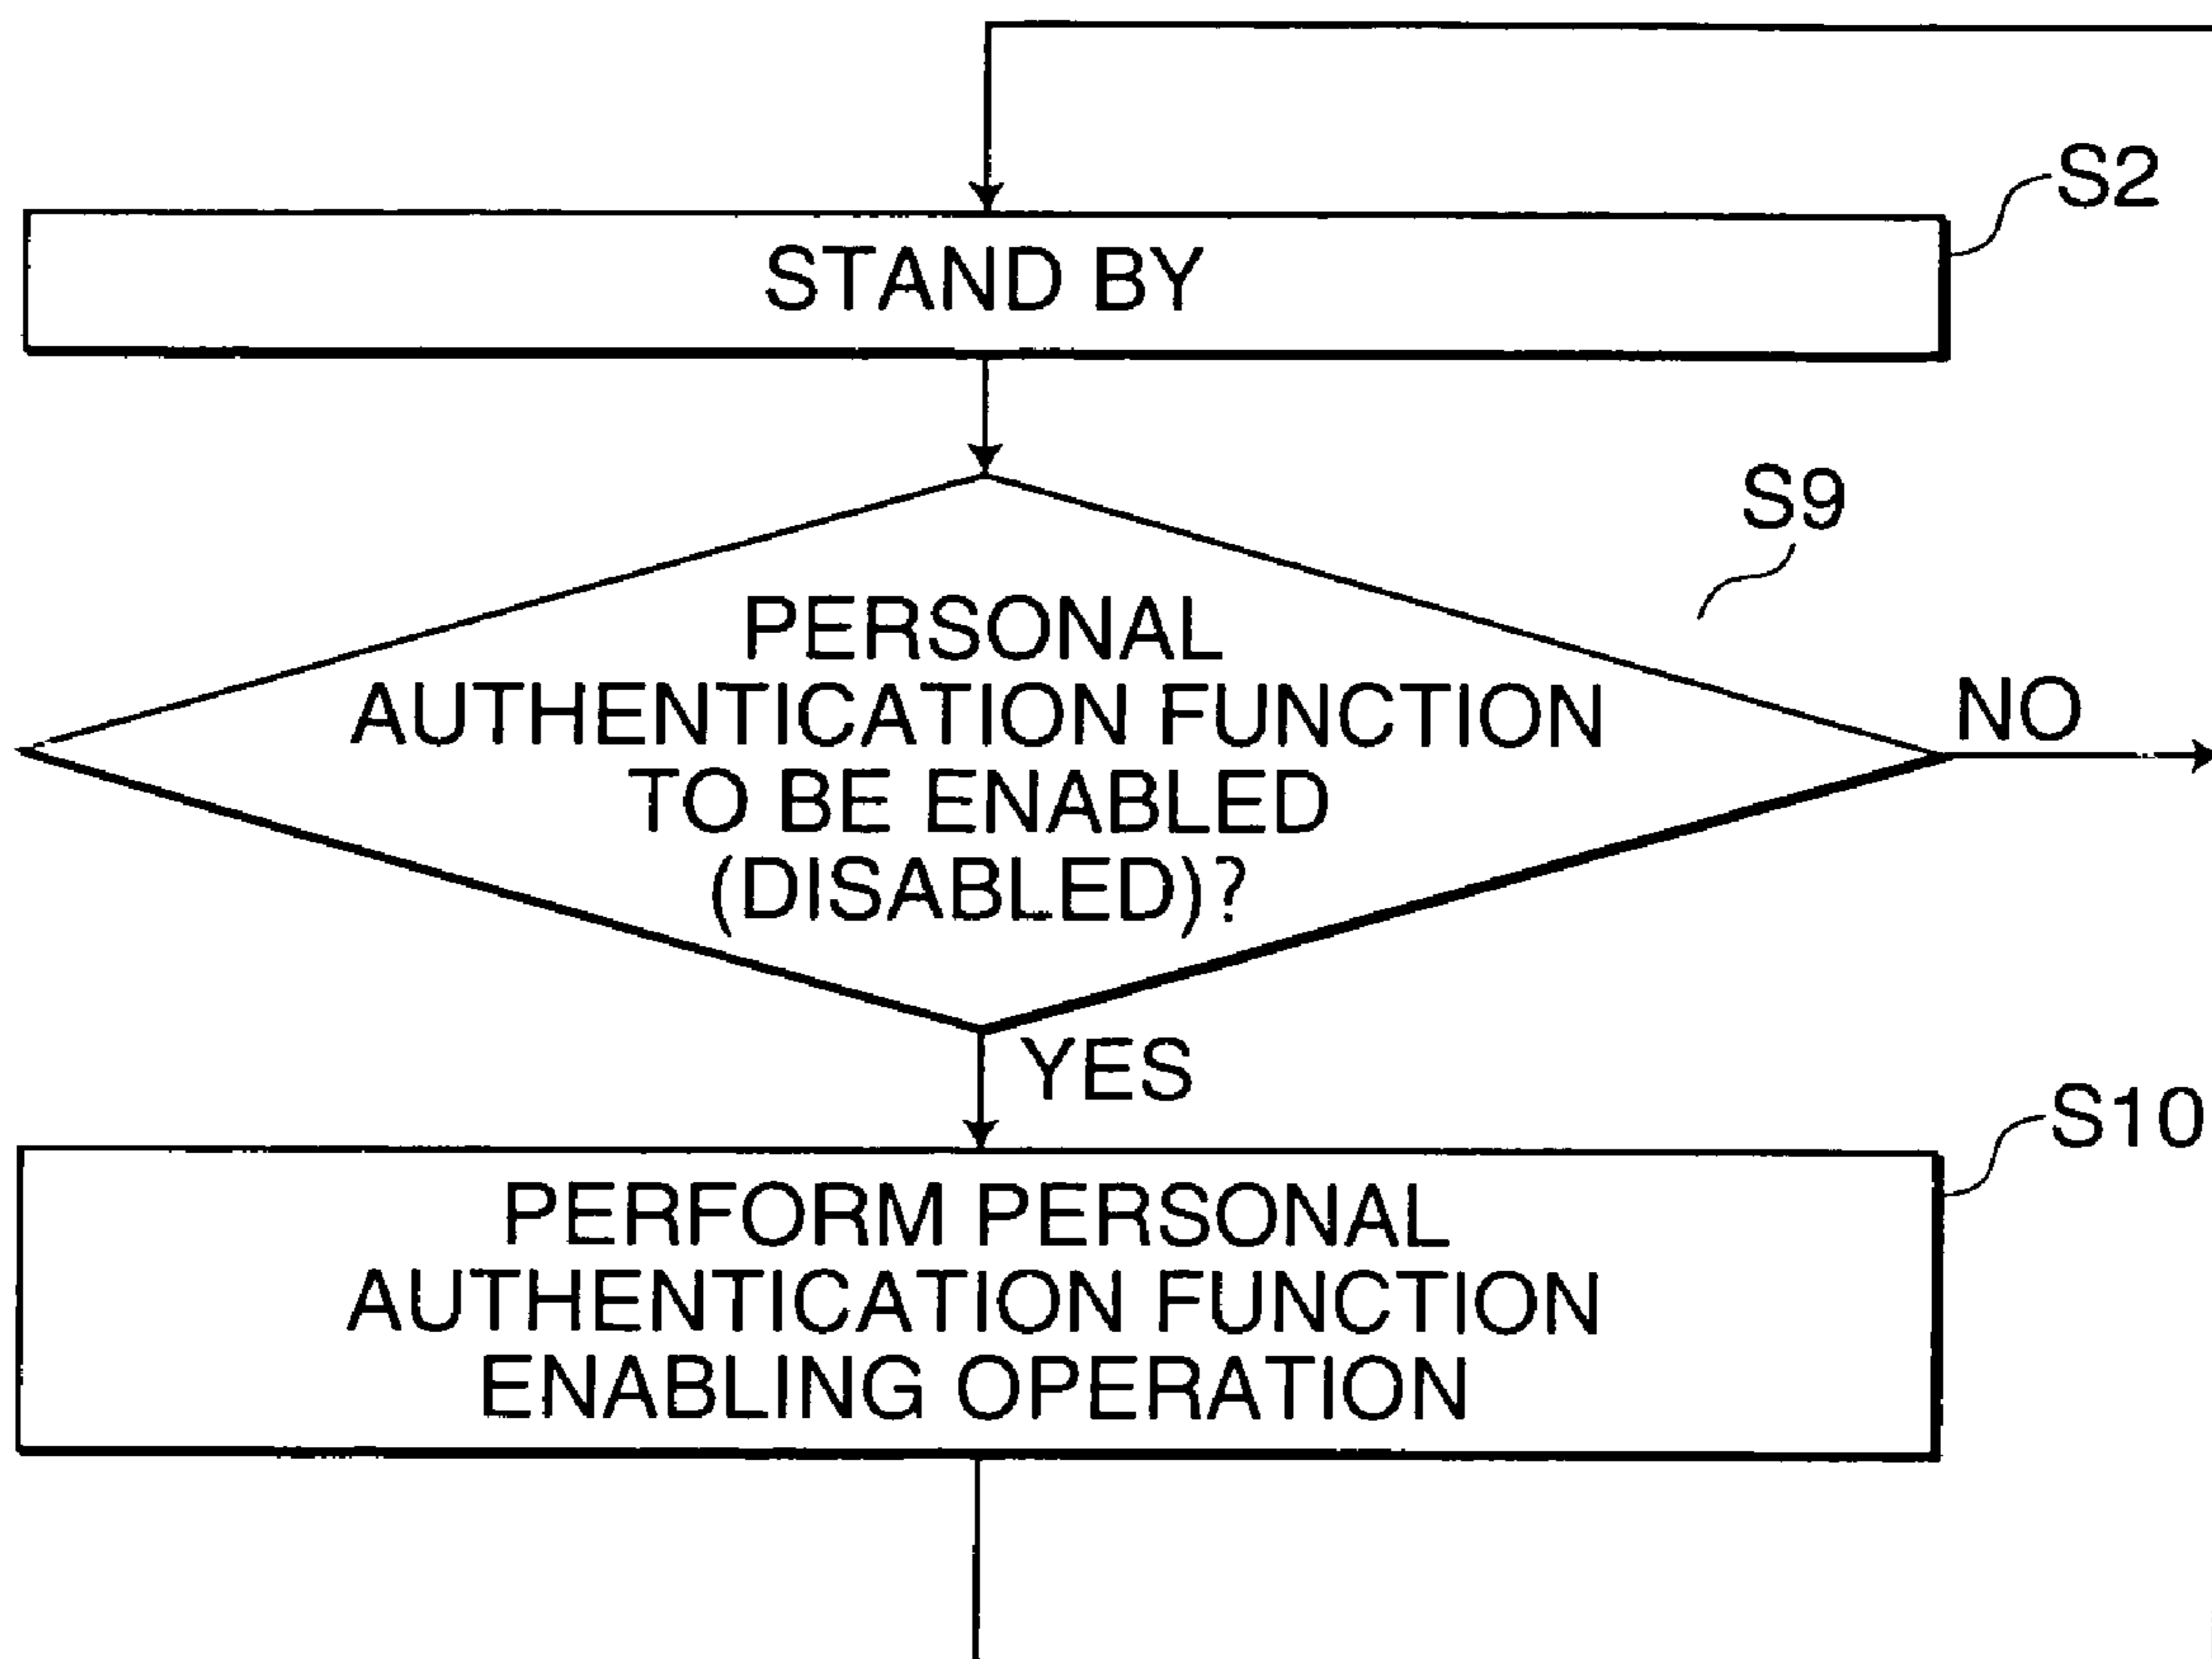 S2
STAND BY
S9
PERSONAL
AUTHENTICATION FUNCTION
TO BE ENABLED
(DISABLED)?
NO
YES
S10
PERFORM PERSONAL
AUTHENTICATION FUNCTION
ENABLING OPERATION